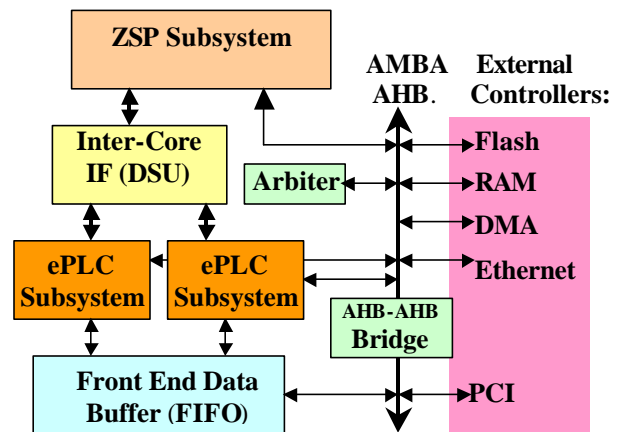 ZSP Subsystem
AMBA
AHB.
External
Controllers:
Inter-Core
IF (DSU)
Arbiter
Flash
RAM
DMA
Ethernet
ePLC
Subsystem
ePLC
Subsystem
AHB-AHB
Bridge
Front End Data
Buffer (FIFO)
PCI